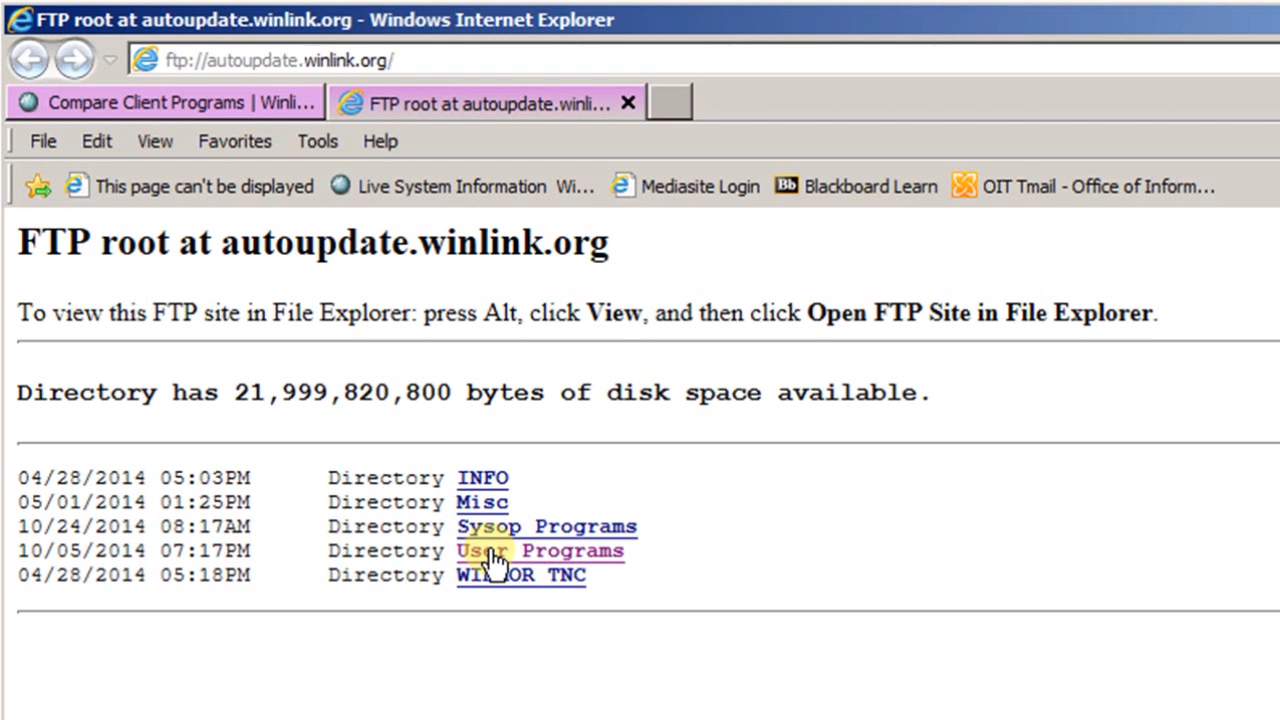 FTP root at autoupdate.winlink.org - Windows Internet Explorer
ftp://autoupdate.winlink.org/
Compare Client Programs | Winli... FTP root at autoupdate.winli...
File Edit View Favorites Tools Help
This page can't be displayed Live System Information Wi... Mediasite Login Bb Blackboard Learn OIT Tmail - Office of Inform...
FTP root at autoupdate.winlink.org
To view this FTP site in File Explorer: press Alt, click View, and then click Open FTP Site in File Explorer.
Directory has 21,999,820,800 bytes of disk space available.
04/28/2014 05:03PM Directory INFO
05/01/2014 01:25PM Directory Misc
10/24/2014 08:17AM Directory Sysop Programs
10/05/2014 07:17PM Directory User Programs
04/28/2014 05:18PM Directory WINMOR TNC